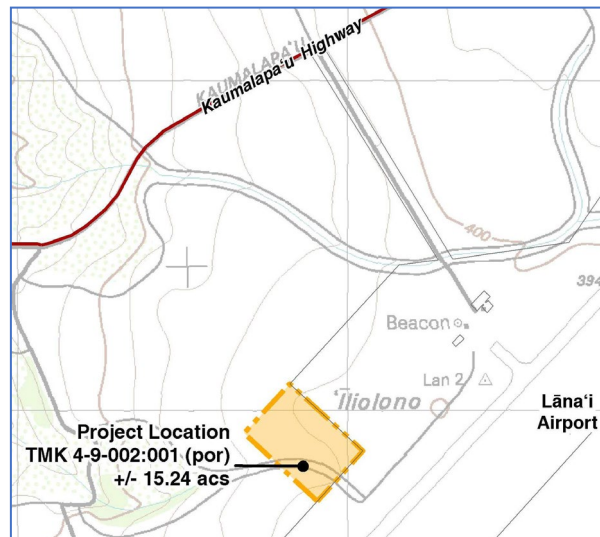 KAUMALAPA‘U
Kaumalapa‘u Highway
400
394
Beacon
Lan 2
‘Īliolono
Lāna‘i
Airport
Project Location
TMK 4-9-002:001 (por)
+/- 15.24 acs